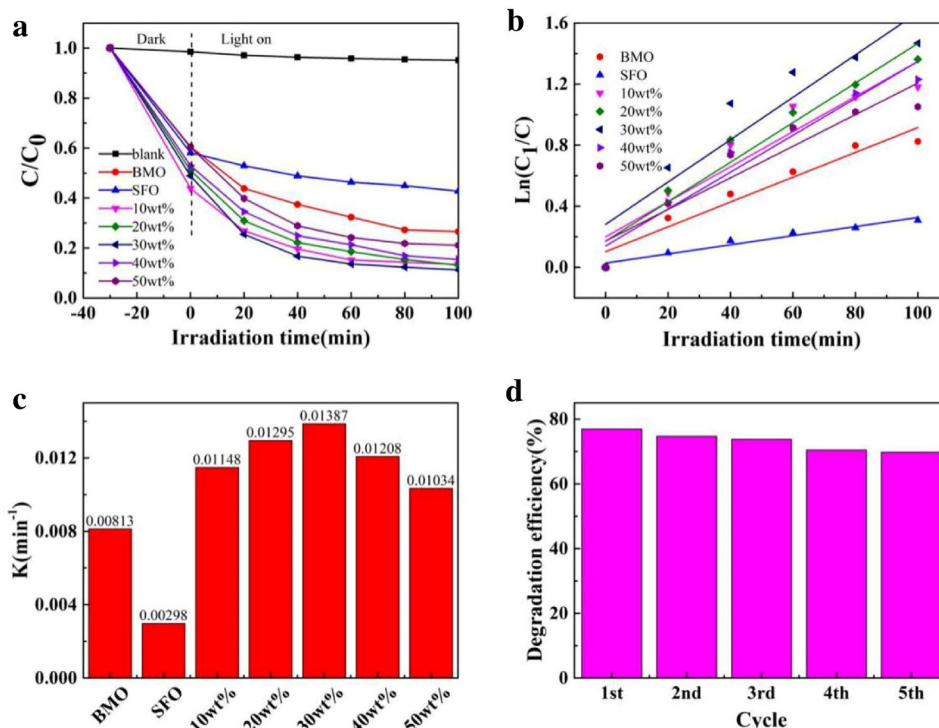 a
Dark
Light on
C/C0
1.0
0.8
0.6
0.4
0.2
0.0
blank
BMO
SFO
10wt%
20wt%
30wt%
40wt%
50wt%
-40 -20 0 20 40 60 80 100
Irradiation time(min)
b
Ln(C1/C)
1.6
1.2
0.8
0.4
0.0
BMO
SFO
10wt%
20wt%
30wt%
40wt%
50wt%
0 20 40 60 80 100
Irradiation time(min)
c
K(min-1)
0.012
0.008
0.004
0.000
0.00813
0.00298
0.01148
0.01295
0.01387
0.01208
0.01034
BMO SFO 10wt% 20wt% 30wt% 40wt% 50wt%
d
Degradation efficiency(%)
80
60
40
20
0
1st 2nd 3rd 4th 5th
Cycle